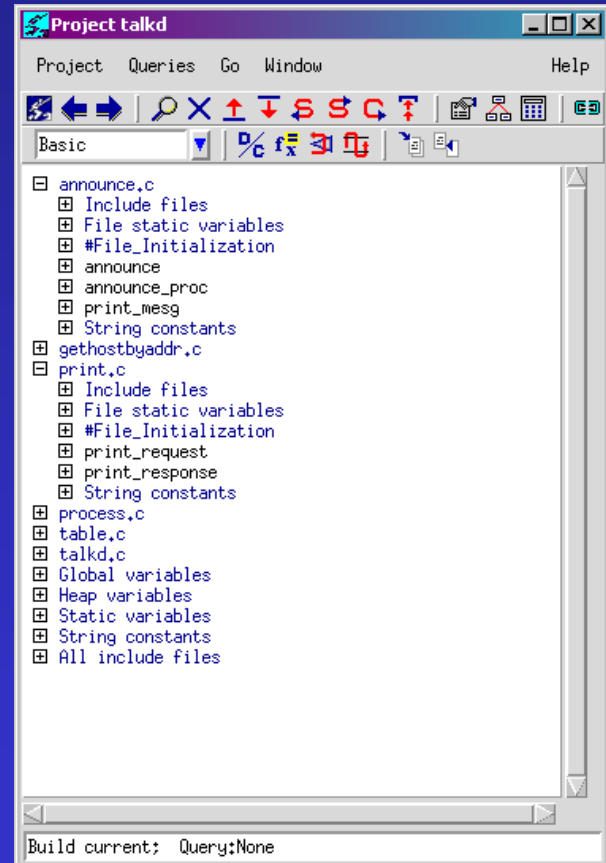 Project talkd
Project Queries Go Window Help
Basic
announce.c
Include files
File static variables
#File_Initialization
announce
announce_proc
print_mesg
String constants
gethostbyaddr.c
print.c
Include files
File static variables
#File_Initialization
print_request
print_response
String constants
process.c
table.c
talkd.c
Global variables
Heap variables
Static variables
String constants
All include files
Build current; Query:None